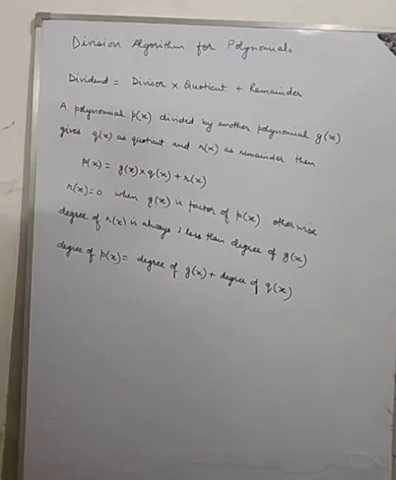 Division Algorithm for Polynomials
Dividend = Divisor × Quotient + Remainder
A polynomial p(x) divided by another polynomial g(x)
gives q(x) as quotient and r(x) as remainder then
p(x) = g(x) × q(x) + r(x)
r(x) = 0 when g(x) is factor of p(x) otherwise
degree of r(x) is always 1 less than degree of g(x)
degree of p(x) = degree of g(x) + degree of q(x)